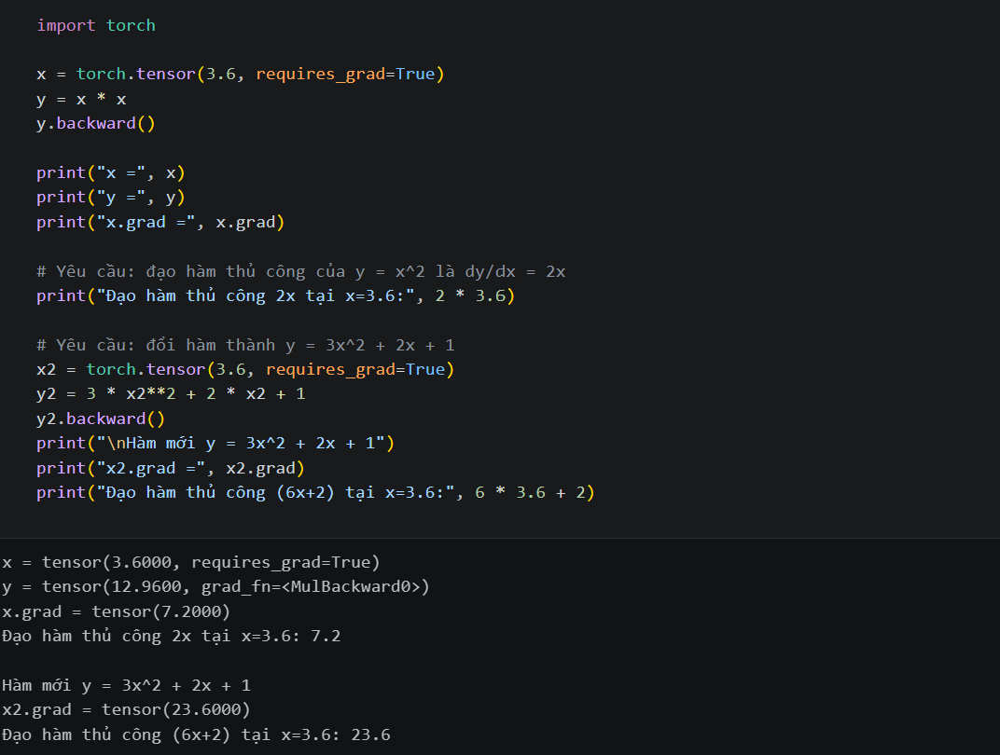 import torch
x = torch.tensor(3.6, requires_grad=True)
y = x * x
y.backward()
print("x =", x)
print("y =", y)
print("x.grad =", x.grad)
# Yêu cầu: đạo hàm thủ công của y = x^2 là dy/dx = 2x
print("Đạo hàm thủ công 2x tại x=3.6:", 2 * 3.6)
# Yêu cầu: đổi hàm thành y = 3x^2 + 2x + 1
x2 = torch.tensor(3.6, requires_grad=True)
y2 = 3 * x2**2 + 2 * x2 + 1
y2.backward()
print("\nHàm mới y = 3x^2 + 2x + 1")
print("x2.grad =", x2.grad)
print("Đạo hàm thủ công (6x+2) tại x=3.6:", 6 * 3.6 + 2)
x = tensor(3.6000, requires_grad=True)
y = tensor(12.9600, grad_fn=<MulBackward0>)
x.grad = tensor(7.2000)
Đạo hàm thủ công 2x tại x=3.6: 7.2
Hàm mới y = 3x^2 + 2x + 1
x2.grad = tensor(23.6000)
Đạo hàm thủ công (6x+2) tại x=3.6: 23.6